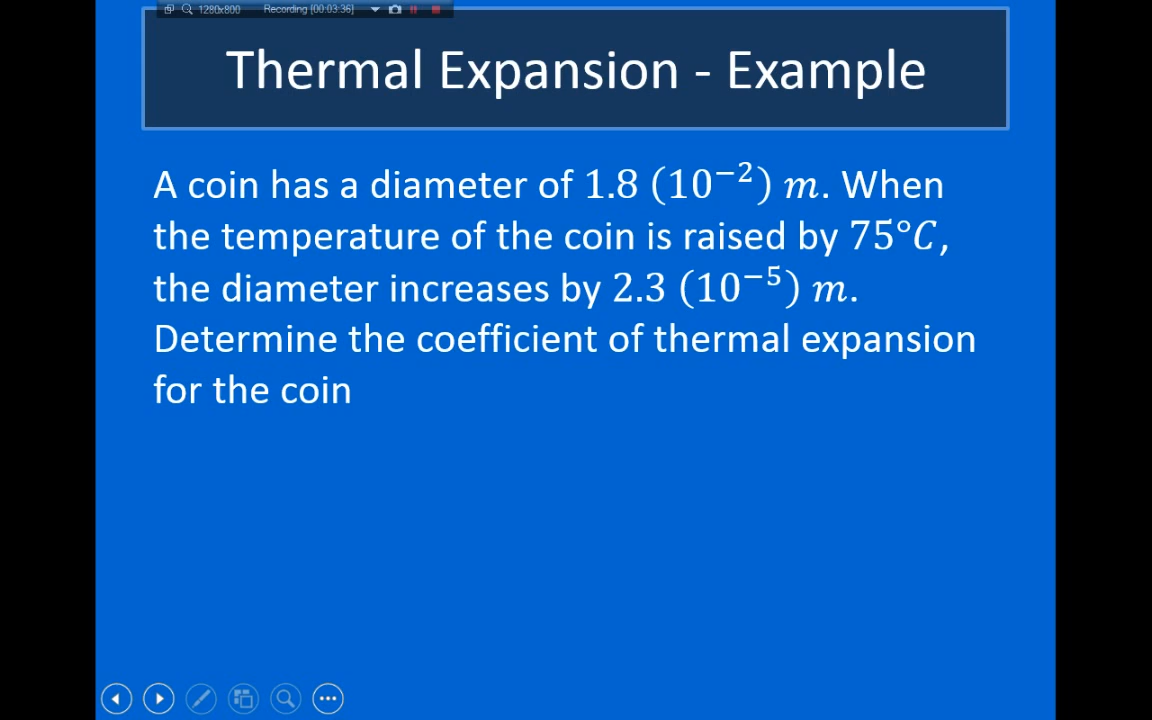 1280x800 Recording [00:03:36]
Thermal Expansion - Example
A coin has a diameter of 1.8 (10⁻²) m. When
the temperature of the coin is raised by 75°C,
the diameter increases by 2.3 (10⁻⁵) m.
Determine the coefficient of thermal expansion
for the coin